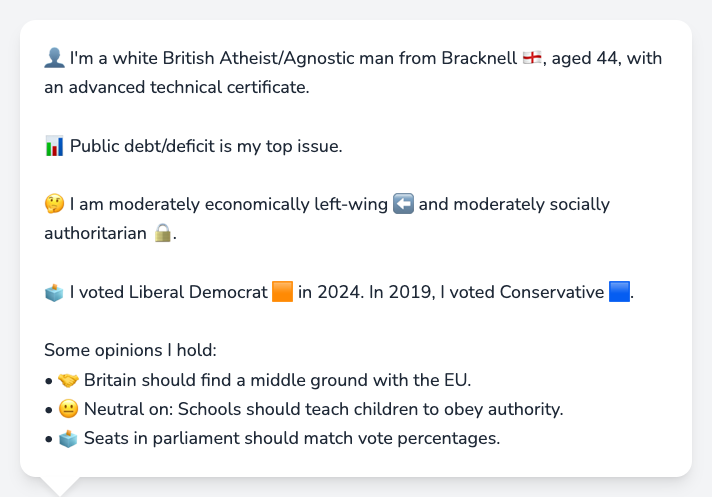 👤 I'm a white British Atheist/Agnostic man from Bracknell 🏴󠁧󠁢󠁥󠁮󠁧󠁿, aged 44, with
an advanced technical certificate.
📊 Public debt/deficit is my top issue.
🤔 I am moderately economically left-wing ⬅️ and moderately socially
authoritarian 🔒.
🗳️ I voted Liberal Democrat 🟧 in 2024. In 2019, I voted Conservative 🟦.
Some opinions I hold:
• 🤝 Britain should find a middle ground with the EU.
• 😐 Neutral on: Schools should teach children to obey authority.
• 🗳️ Seats in parliament should match vote percentages.